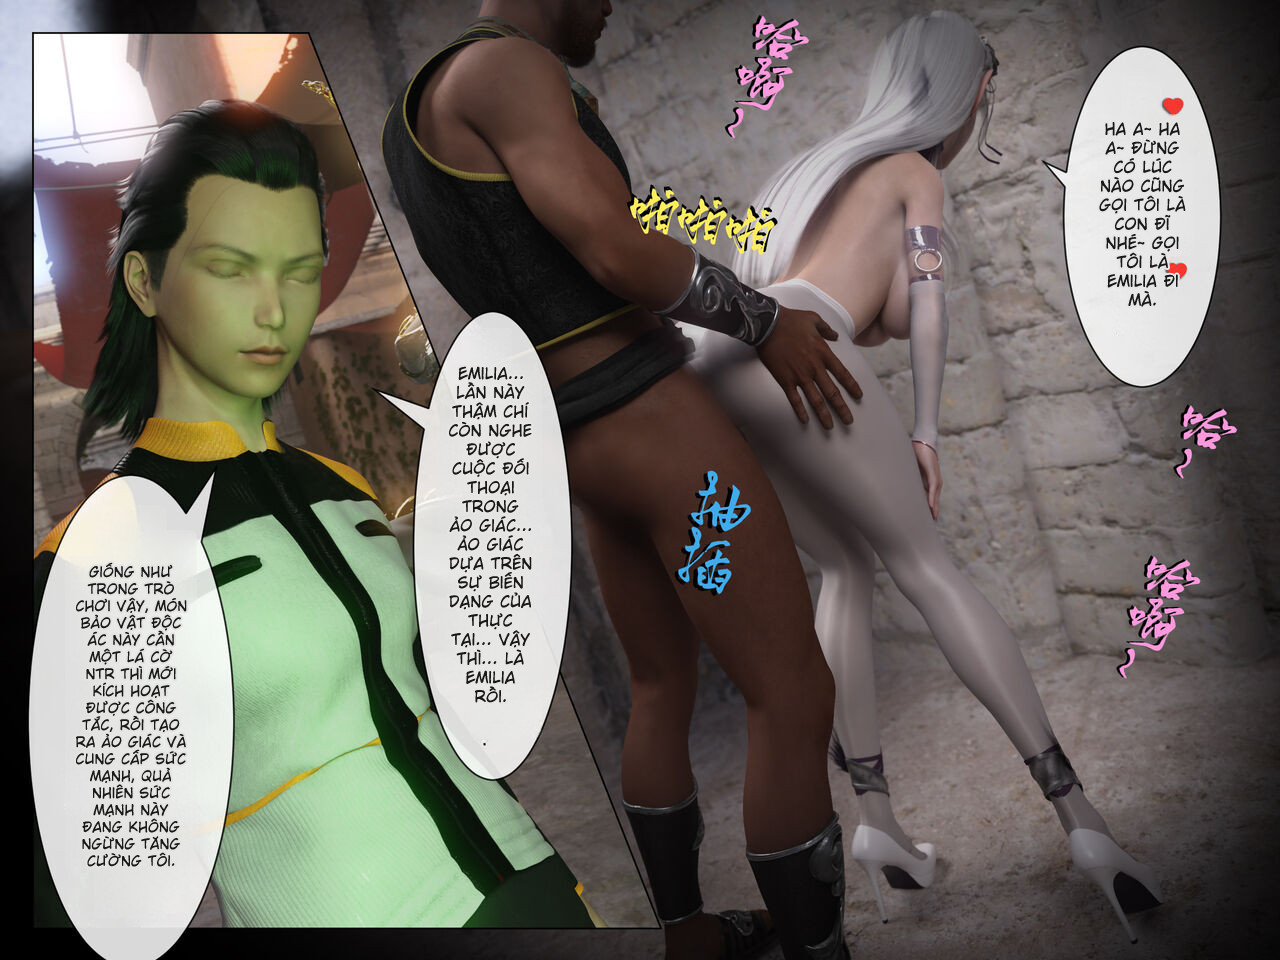 GIỐNG NHƯ
TRONG TRÒ
CHƠI VẬY, MÓN
BẢO VẬT ĐỘC
ÁC NÀY CẦN
MỘT LÁ CỜ
NTR THÌ MỚI
KÍCH HOẠT
ĐƯỢC CÔNG
TẮC, RỒI TẠO
RA ẢO GIÁC VÀ
CUNG CẤP SỨC
MẠNH, QUẢ
NHIÊN SỨC
MẠNH NÀY
ĐANG KHÔNG
NGỪNG TĂNG
CƯỜNG TÔI.
EMILIA...
LẦN NÀY
THẬM CHÍ
CÒN NGHE
ĐƯỢC
CUỘC ĐỐI
THOẠI
TRONG
ẢO GIÁC...
ẢO GIÁC
DỰA TRÊN
SỰ BIẾN
DẠNG CỦA
THỰC
TẠI... VẬY
THÌ... LÀ
EMILIA
RỒI.
.
哈啊~
啪啪啪
HA A~ HA
A~ ĐỪNG
CÓ LÚC
NÀO CŨNG
GỌI TÔI LÀ
CON ĐĨ
NHÉ~ GỌI
TÔI LÀ
EMILIA ĐI
MÀ.
哈~
抽插
哈啊~